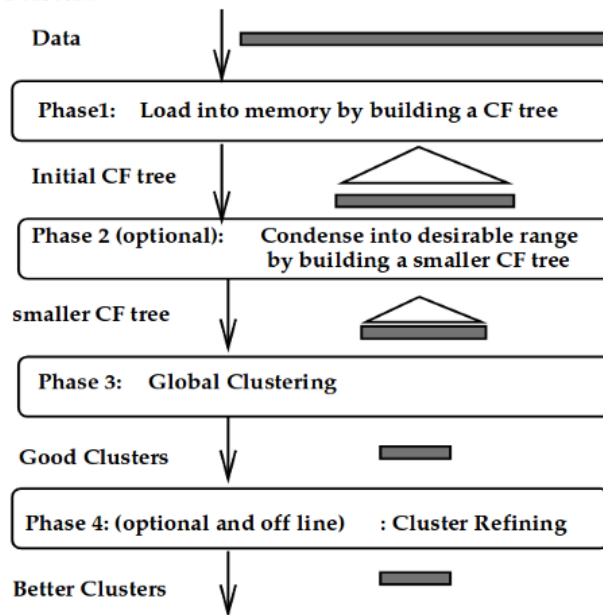 Data
Phase1: Load into memory by building a CF tree
Initial CF tree
Phase 2 (optional): Condense into desirable range
by building a smaller CF tree
smaller CF tree
Phase 3: Global Clustering
Good Clusters
Phase 4: (optional and off line) : Cluster Refining
Better Clusters